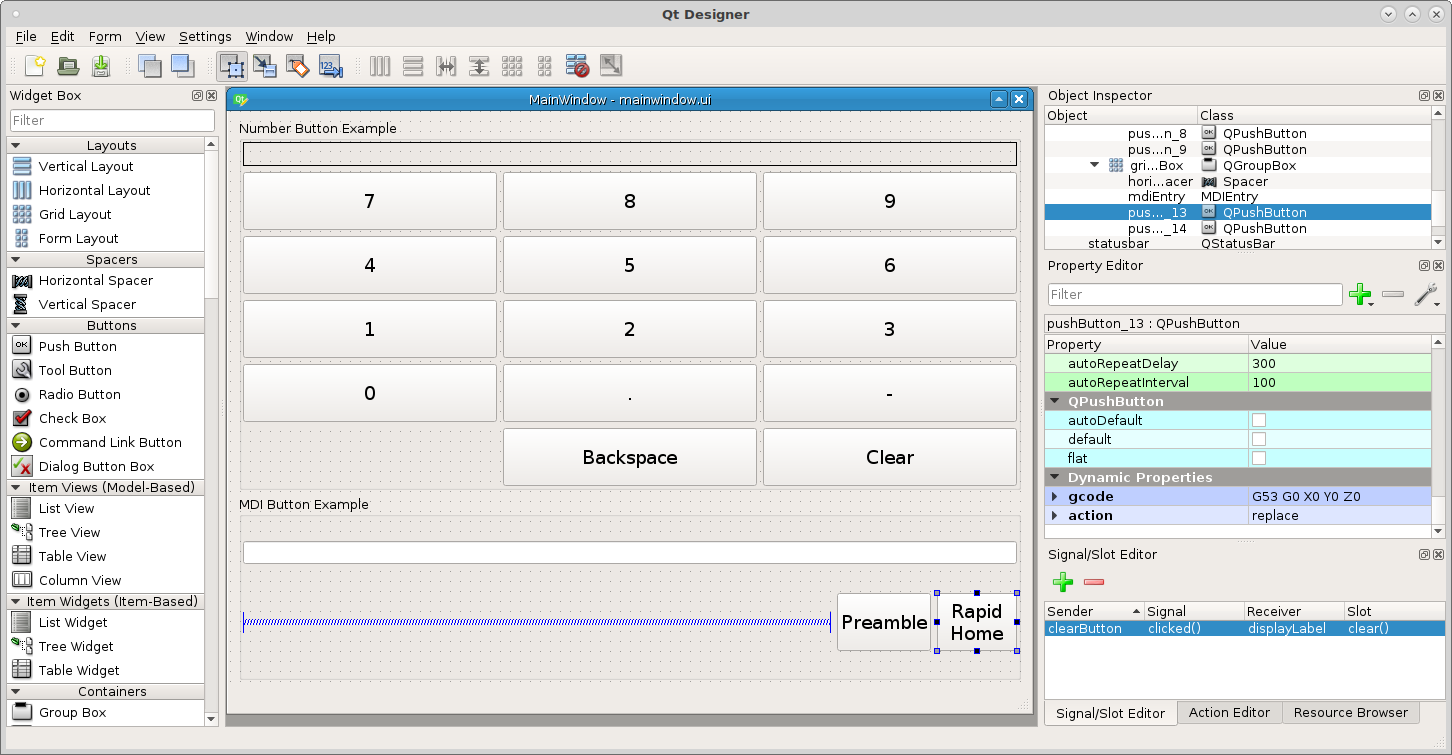 Qt Designer
File Edit Form View Settings Window Help
Widget Box
Filter
Layouts
Vertical Layout
Horizontal Layout
Grid Layout
Form Layout
Spacers
Horizontal Spacer
Vertical Spacer
Buttons
OK Push Button
Tool Button
Radio Button
Check Box
Command Link Button
Dialog Button Box
Item Views (Model-Based)
List View
Tree View
Table View
Column View
Item Widgets (Item-Based)
List Widget
Tree Widget
Table Widget
Containers
Group Box
123
Qt MainWindow - mainwindow.ui
Number Button Example
7 8 9
4 5 6
1 2 3
0 . -
Backspace Clear
MDI Button Example
Preamble Rapid
Home
Object Inspector
Object Class
pus...n_8 OK QPushButton
pus...n_9 OK QPushButton
gri...Box QGroupBox
hori...acer Spacer
mdiEntry MDIEntry
pus..._13 OK QPushButton
pus..._14 OK QPushButton
statusbar QStatusBar
Property Editor
Filter
pushButton_13 : QPushButton
Property Value
autoRepeatDelay 300
autoRepeatInterval 100
QPushButton
autoDefault
default
flat
Dynamic Properties
gcode G53 G0 X0 Y0 Z0
action replace
Signal/Slot Editor
Sender Signal Receiver Slot
clearButton clicked() displayLabel clear()
Signal/Slot Editor Action Editor Resource Browser